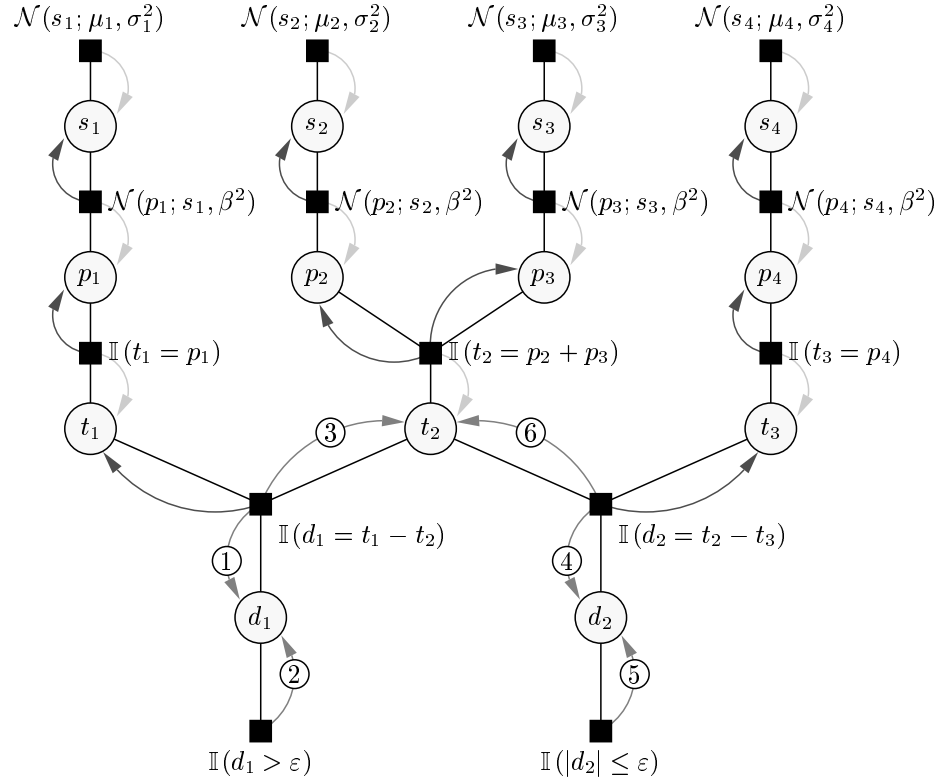 𝒩(s₁; μ₁, σ₁²) 𝒩(s₂; μ₂, σ₂²) 𝒩(s₃; μ₃, σ₃²) 𝒩(s₄; μ₄, σ₄²)
s₁ s₂ s₃ s₄
𝒩(p₁; s₁, β²) 𝒩(p₂; s₂, β²) 𝒩(p₃; s₃, β²) 𝒩(p₄; s₄, β²)
p₁ p₂ p₃ p₄
𝕀(t₁ = p₁) 𝕀(t₂ = p₂ + p₃) 𝕀(t₃ = p₄)
t₁ 3 t₂ 6 t₃
𝕀(d₁ = t₁ − t₂) 𝕀(d₂ = t₂ − t₃)
1 4
d₁ d₂
2 5
𝕀(d₁ > ε) 𝕀(|d₂| ≤ ε)